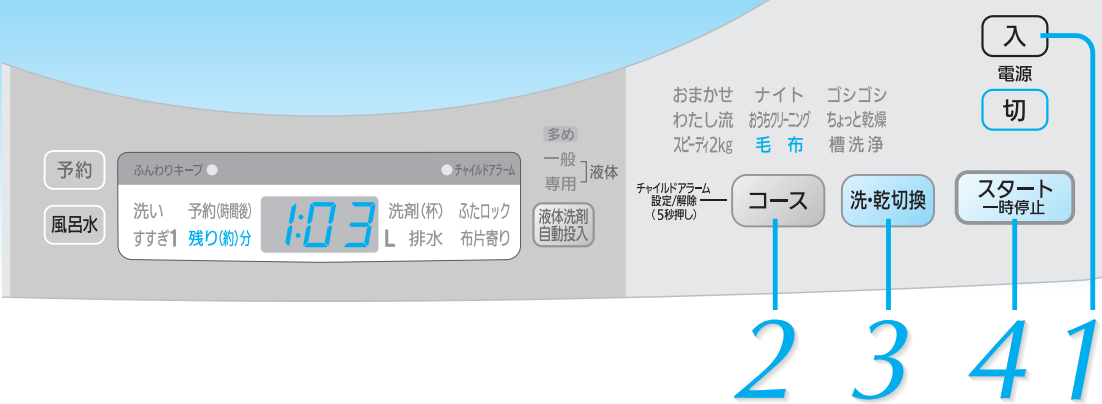 入
電源
切
おまかせ ナイト ゴシゴシ
わたし流 おうちクリーニング ちょっと乾燥
スピーディ2kg 毛 布 槽洗浄
予約
風呂水
ふんわりキープ
チャイルドアラーム
洗い 予約(時間後) 洗剤(杯) ふたロック
すすぎ1 残り(約)分 1:03 L 排水 布片寄り
多め
一般
専用
液体
液体洗剤
自動投入
チャイルドアラーム
設定/解除
(5秒押し)
コース
洗・乾切換
スタート
一時停止
2 3 4 1